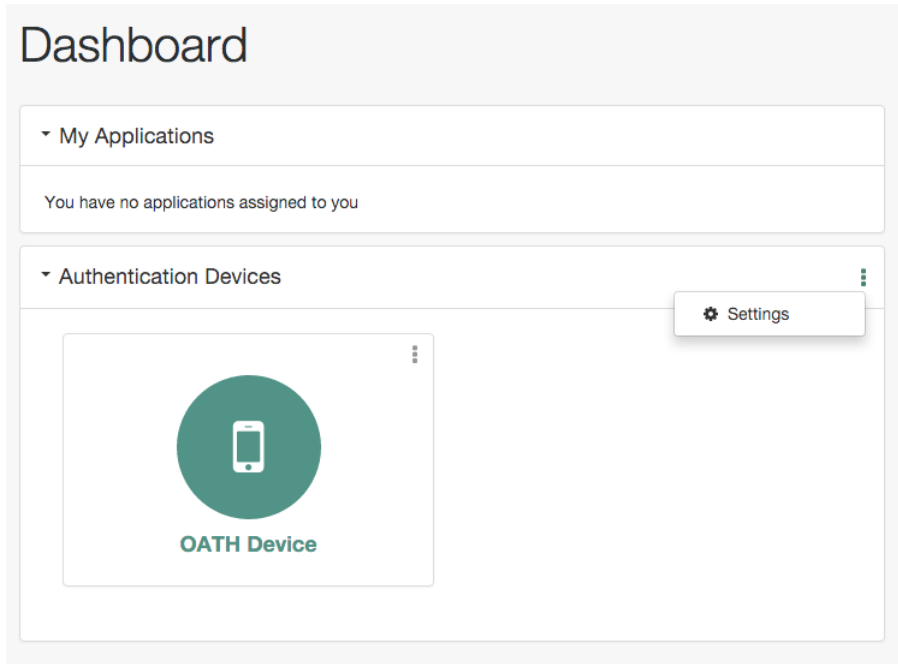 Dashboard
My Applications
You have no applications assigned to you
Authentication Devices
Settings
OATH Device